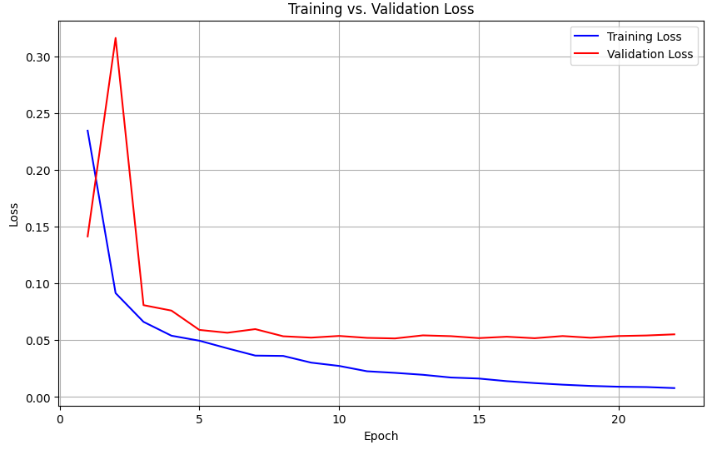 Training vs. Validation Loss
Training Loss
Validation Loss
0.30
0.25
0.20
0.15
0.10
0.05
0.00
Loss
0
5
10
15
20
Epoch